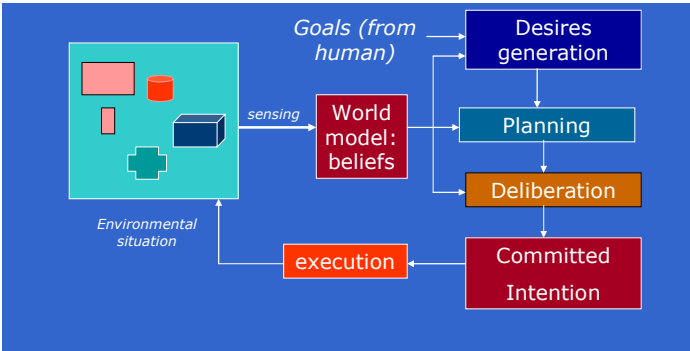 Goals (from
human)
Desires
generation
sensing
World
model:
beliefs
Planning
Deliberation
Environmental
situation
execution
Committed
Intention